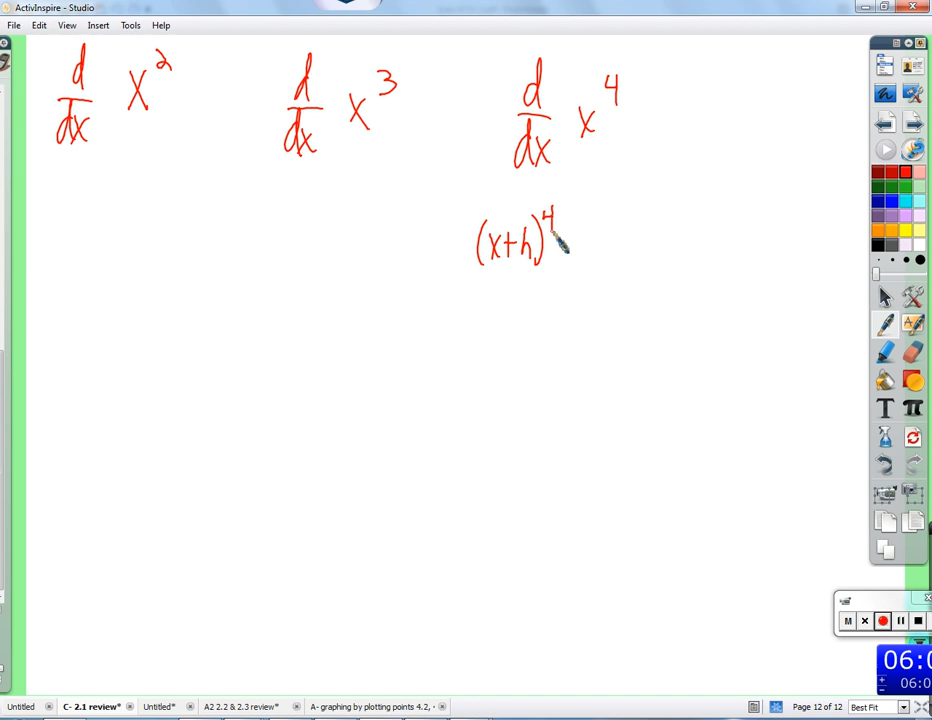 ActivInspire - Studio
File Edit View Insert Tools Help
d/dx x^2 d/dx x^3 d/dx x^4
(x+h)^4
M
06:0
06:0
Untitled C- 2.1 review* Untitled* A2 2.2 & 2.3 review* A- graphing by plotting points 4.2, Page 12 of 12 Best Fit